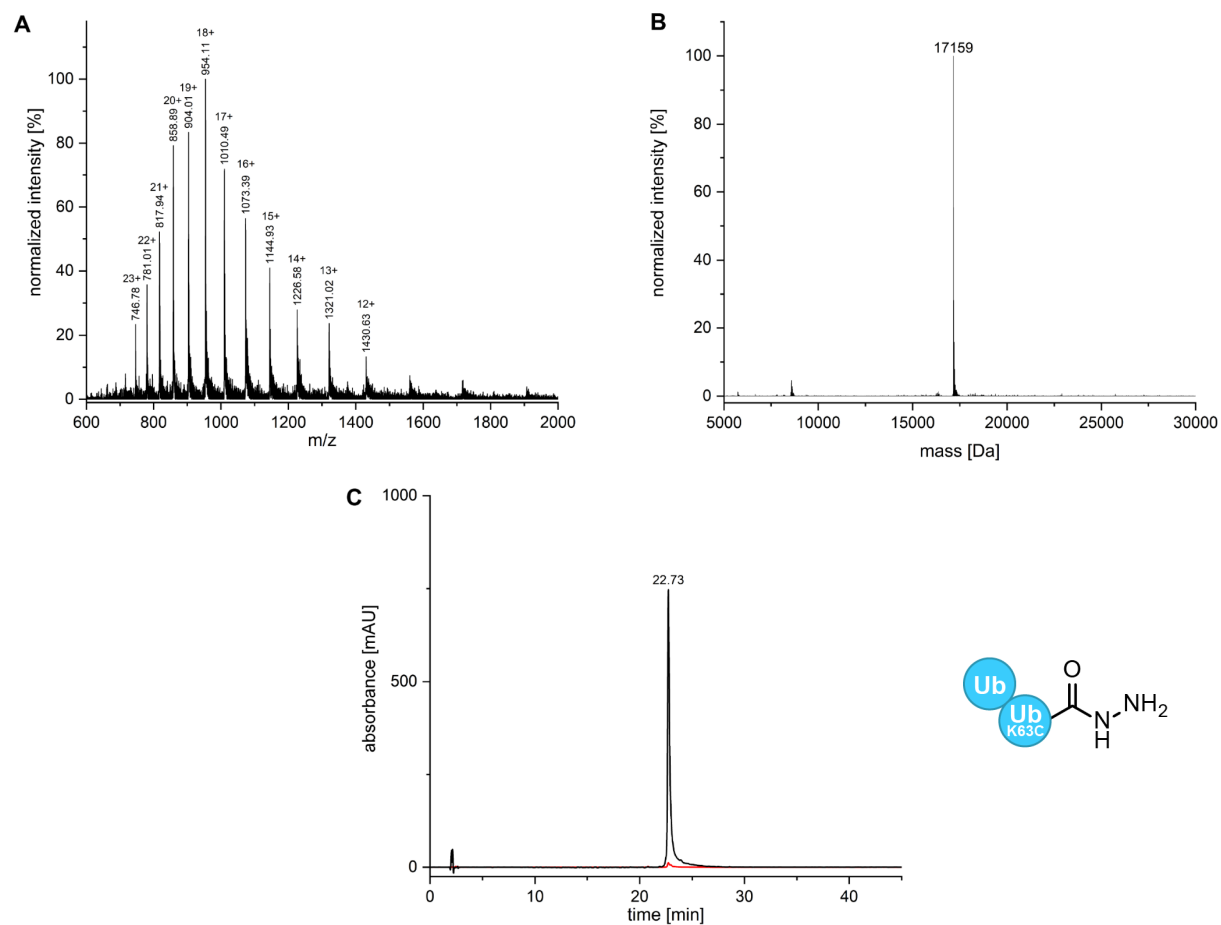 A
18+
954.11
19+
904.01
20+
858.89
17+
1010.49
16+
1073.39
21+
817.94
15+
1144.93
22+
781.01
14+
1226.58
23+
746.78
13+
1321.02
12+
1430.63
100
80
60
40
20
0
normalized intensity [%]
600 800 1000 1200 1400 1600 1800 2000
m/z
B
17159
100
80
60
40
20
0
normalized intensity [%]
5000 10000 15000 20000 25000 30000
mass [Da]
C
1000
500
0
absorbance [mAU]
22.73
0 10 20 30 40
time [min]
Ub
Ub
K63C
O
N
H
NH2